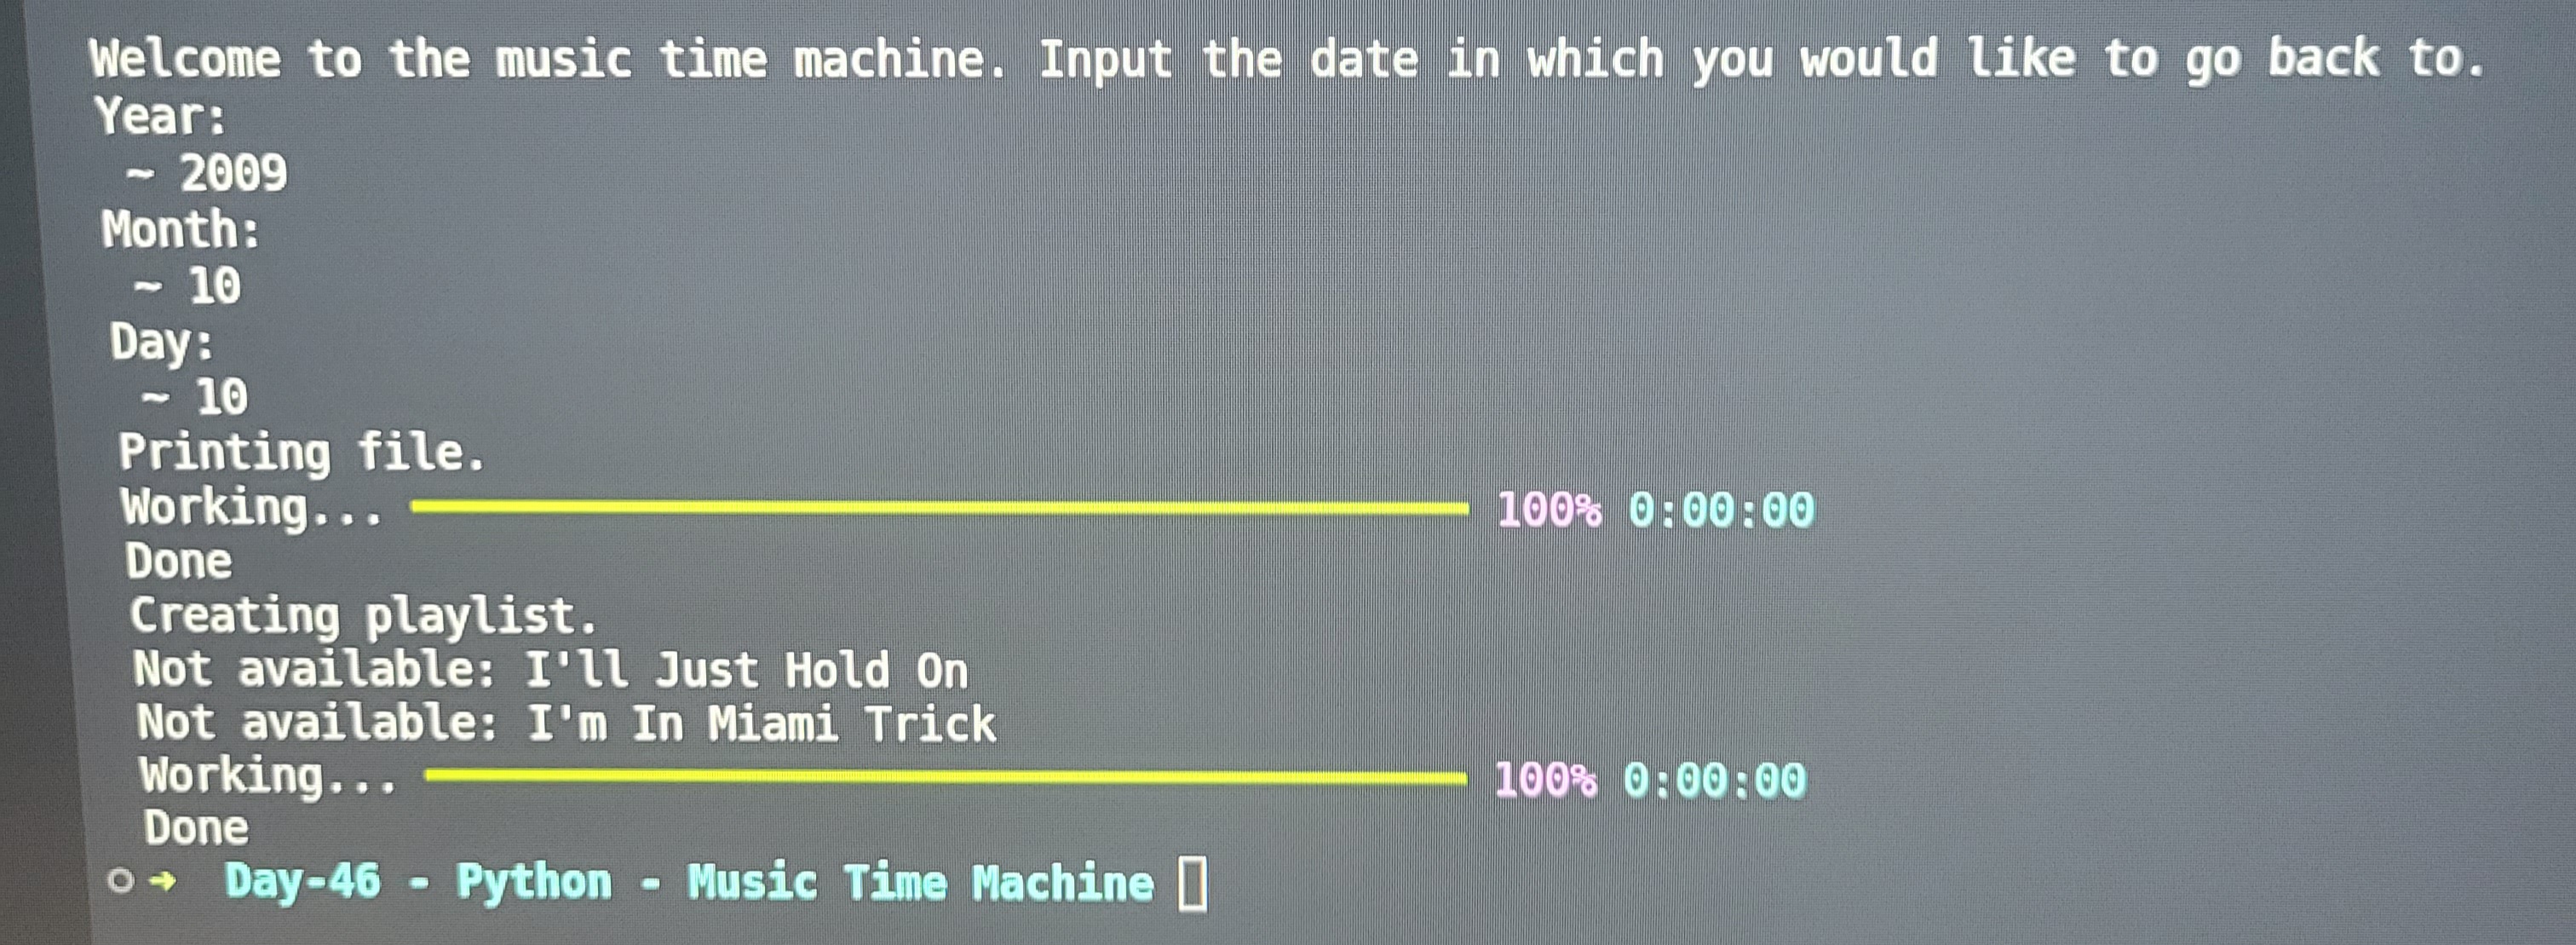 Welcome to the music time machine. Input the date in which you would like to go back to.
Year:
~ 2009
Month:
~ 10
Day:
~ 10
Printing file.
Working... 100% 0:00:00
Done
Creating playlist.
Not available: I'll Just Hold On
Not available: I'm In Miami Trick
Working... 100% 0:00:00
Done
➜ Day-46 - Python - Music Time Machine